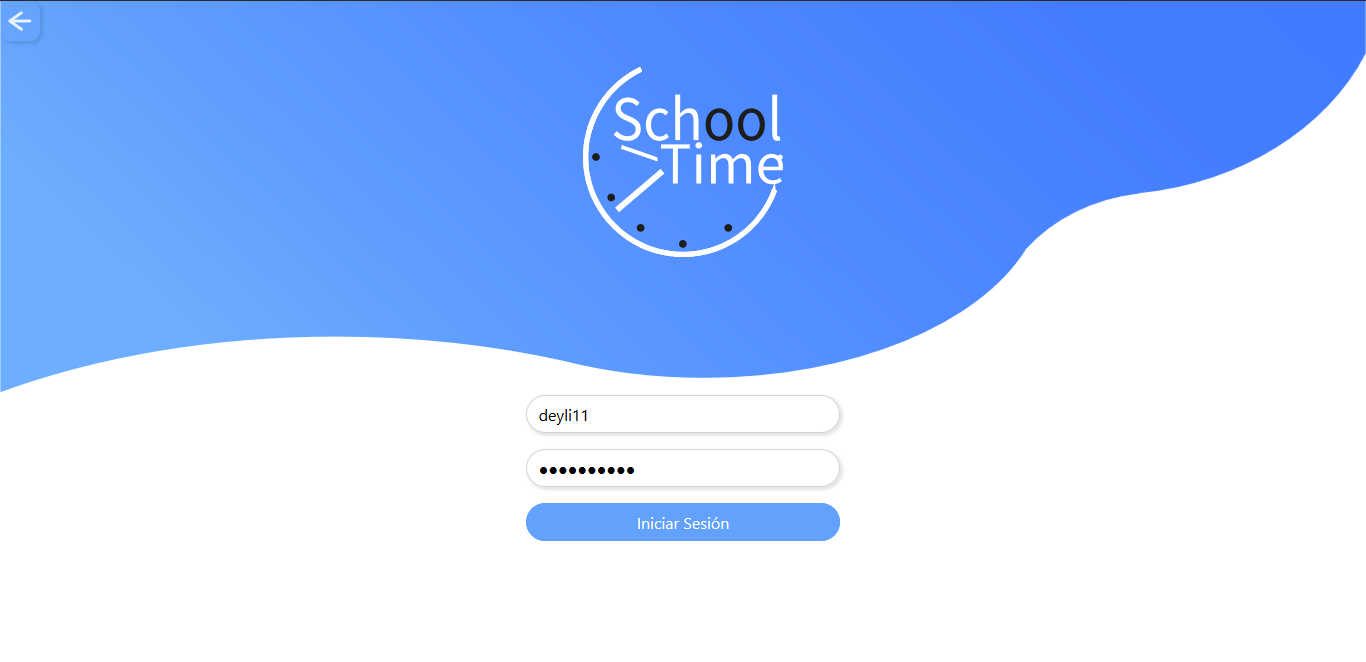 School
Time
deyli11
••••••••••
Iniciar Sesión